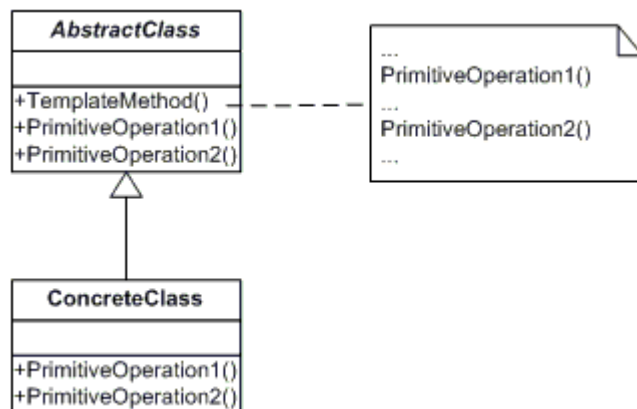 AbstractClass
+TemplateMethod()
+PrimitiveOperation1()
+PrimitiveOperation2()
...
PrimitiveOperation1()
...
PrimitiveOperation2()
...
ConcreteClass
+PrimitiveOperation1()
+PrimitiveOperation2()